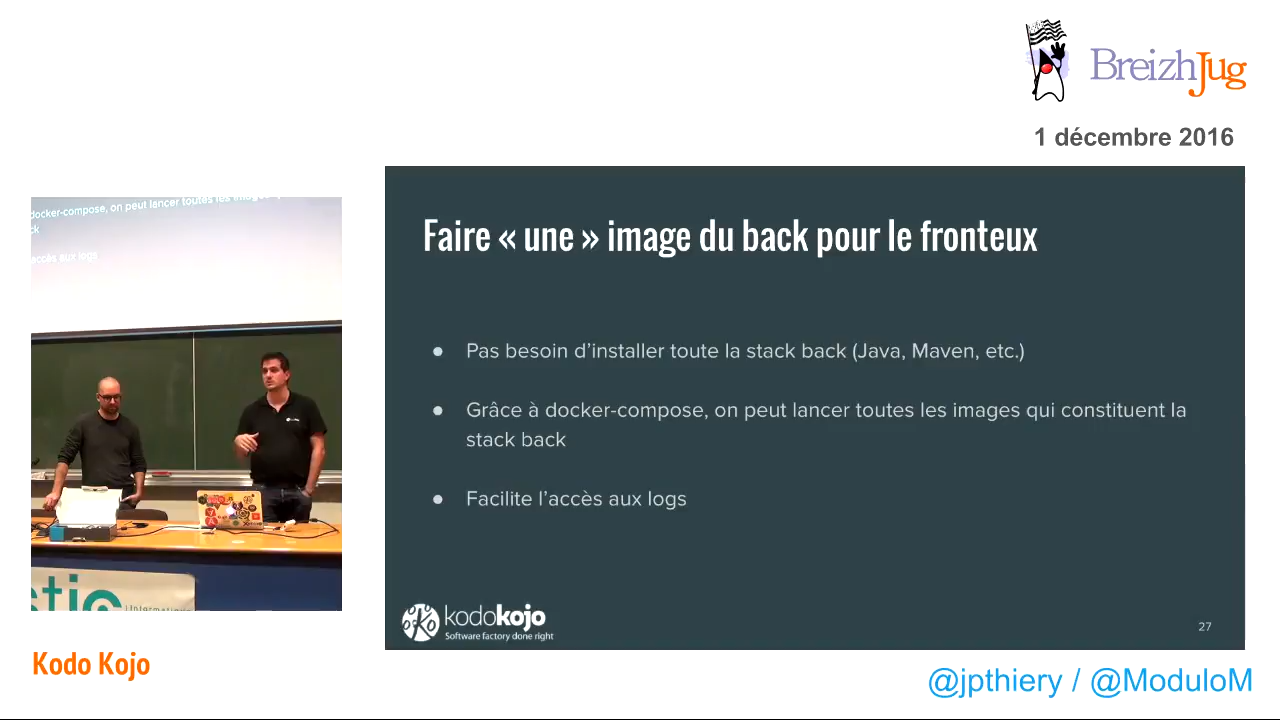 BreizhJug
1 décembre 2016
docker-compose, on peut lancer toutes les images
ck
accès aux logs
Faire « une » image du back pour le fronteux
● Pas besoin d'installer toute la stack back (Java, Maven, etc.)
● Grâce à docker-compose, on peut lancer toutes les images qui constituent la
stack back
● Facilite l'accès aux logs
kodokojo
Software factory done right
27
Kodo Kojo
@jpthiery / @ModuloM